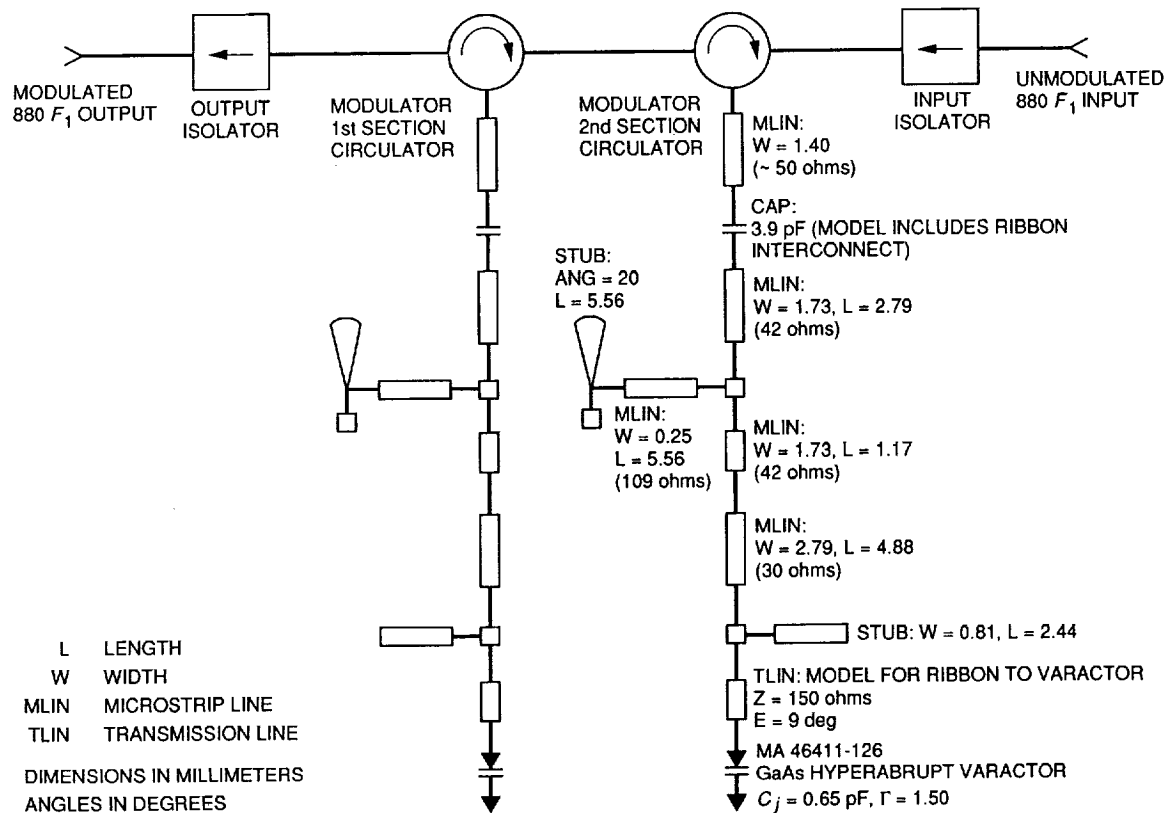 MODULATED
880 F1 OUTPUT
OUTPUT
ISOLATOR
MODULATOR
1st SECTION
CIRCULATOR
MODULATOR
2nd SECTION
CIRCULATOR
INPUT
ISOLATOR
UNMODULATED
880 F1 INPUT
MLIN:
W = 1.40
(~ 50 ohms)
CAP:
3.9 pF (MODEL INCLUDES RIBBON
INTERCONNECT)
STUB:
ANG = 20
L = 5.56
MLIN:
W = 1.73, L = 2.79
(42 ohms)
MLIN:
W = 0.25
L = 5.56
(109 ohms)
MLIN:
W = 1.73, L = 1.17
(42 ohms)
MLIN:
W = 2.79, L = 4.88
(30 ohms)
STUB: W = 0.81, L = 2.44
TLIN: MODEL FOR RIBBON TO VARACTOR
Z = 150 ohms
E = 9 deg
MA 46411-126
GaAs HYPERABRUPT VARACTOR
Cj = 0.65 pF, Γ = 1.50
L LENGTH
W WIDTH
MLIN MICROSTRIP LINE
TLIN TRANSMISSION LINE
DIMENSIONS IN MILLIMETERS
ANGLES IN DEGREES